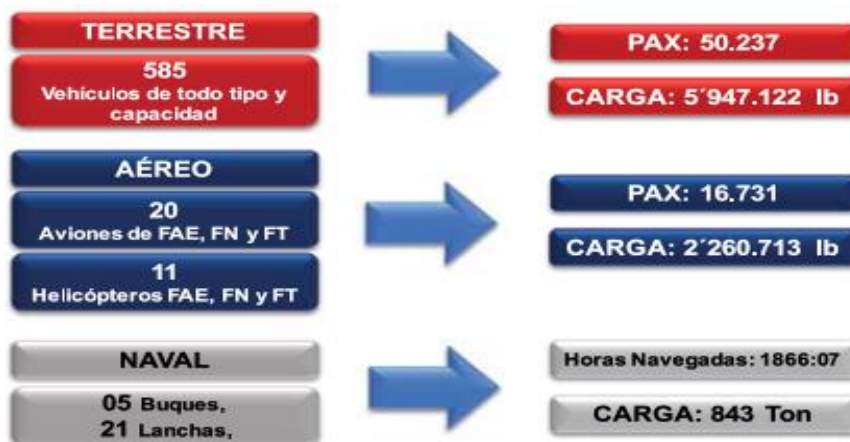 TERRESTRE
585
Vehículos de todo tipo y
capacidad
PAX: 50.237
CARGA: 5´947.122 lb
AÉREO
20
Aviones de FAE, FN y FT
11
Helicópteros FAE, FN y FT
PAX: 16.731
CARGA: 2´260.713 lb
NAVAL
05 Buques,
21 Lanchas,
Horas Navegadas: 1866:07
CARGA: 843 Ton